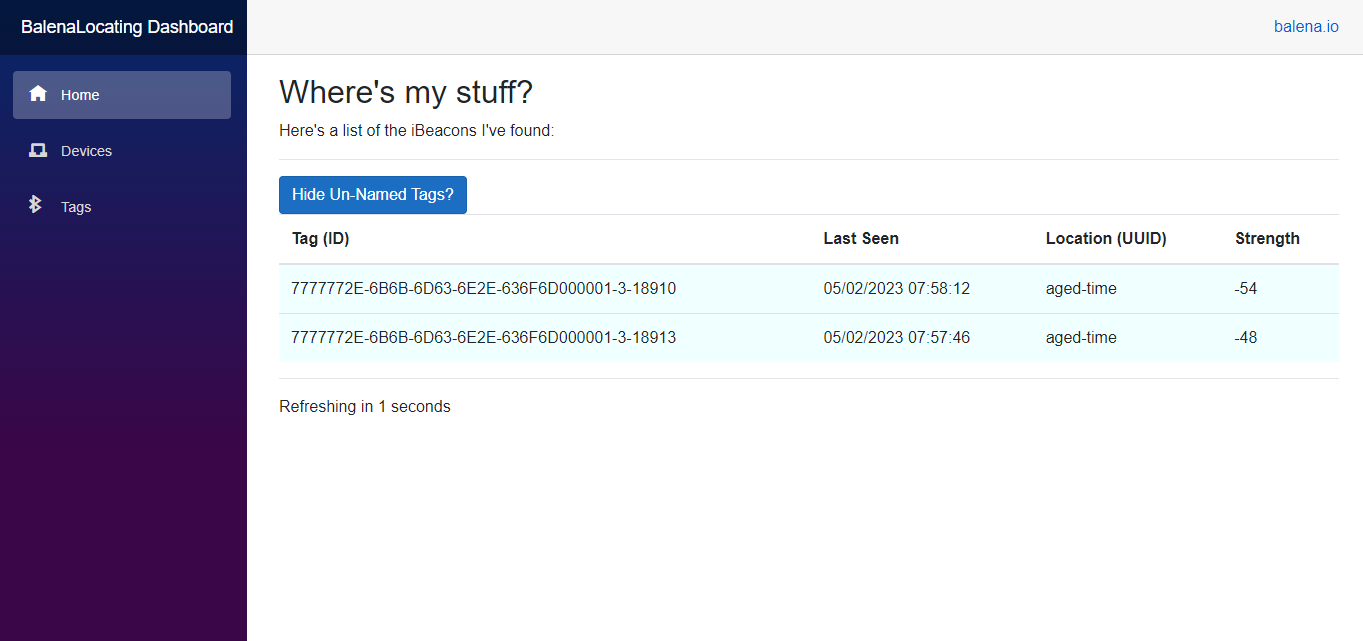 BalenaLocating Dashboard
balena.io
Home
Devices
Tags
Where's my stuff?
Here's a list of the iBeacons I've found:
Hide Un-Named Tags?
Tag (ID) Last Seen Location (UUID) Strength
7777772E-6B6B-6D63-6E2E-636F6D000001-3-18910 05/02/2023 07:58:12 aged-time -54
7777772E-6B6B-6D63-6E2E-636F6D000001-3-18913 05/02/2023 07:57:46 aged-time -48
Refreshing in 1 seconds